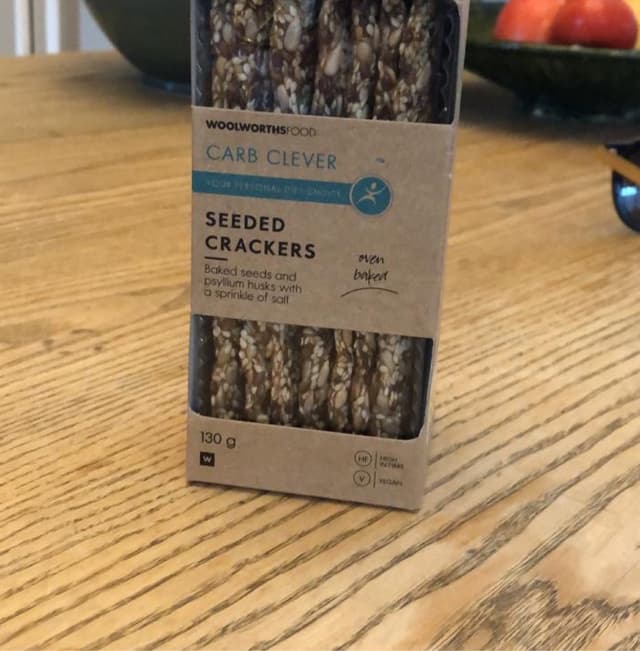 WOOLWORTHSFOOD
CARB CLEVER
SEEDED
CRACKERS
oven
baked
Baked seeds and
psyllium husks with
a sprinkle of salt
130 g
W
HF
HIGH
IN FIBRE
V
VEGAN